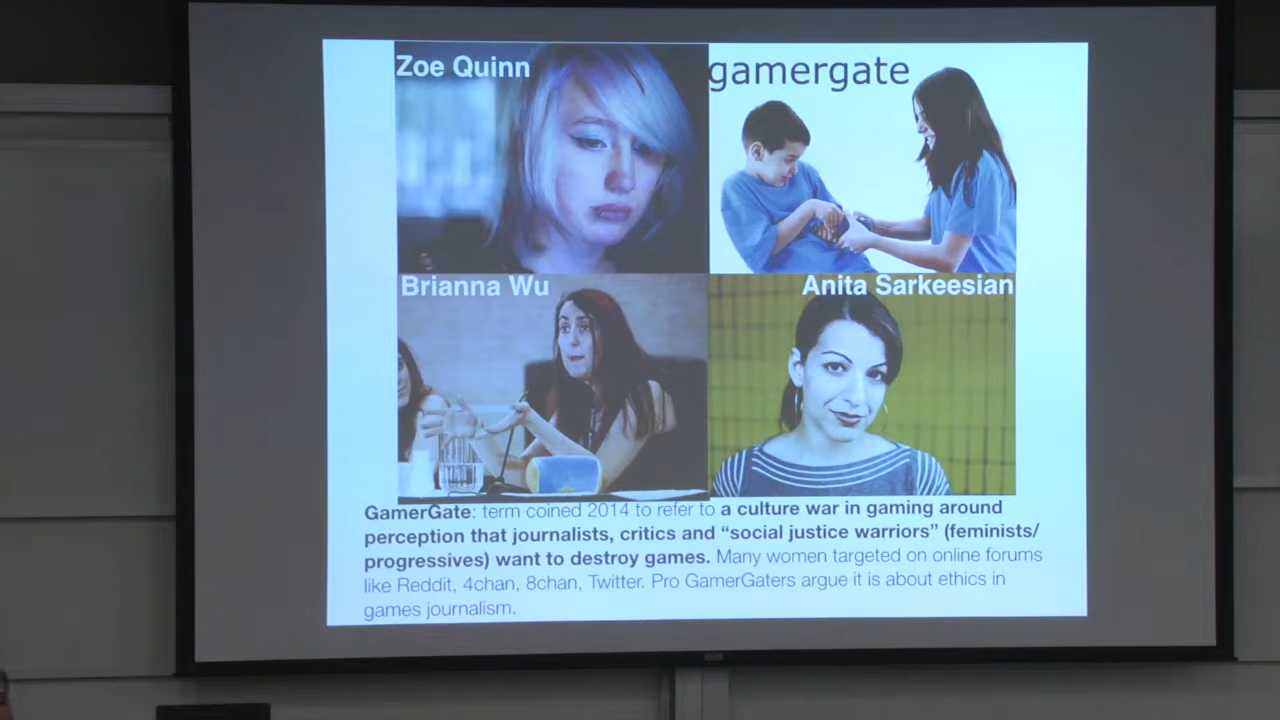 Zoe Quinn
gamergate
Brianna Wu
Anita Sarkeesian
GamerGate: term coined 2014 to refer to a culture war in gaming around
perception that journalists, critics and “social justice warriors” (feminists/
progressives) want to destroy games. Many women targeted on online forums
like Reddit, 4chan, 8chan, Twitter. Pro GamerGaters argue it is about ethics in
games journalism.